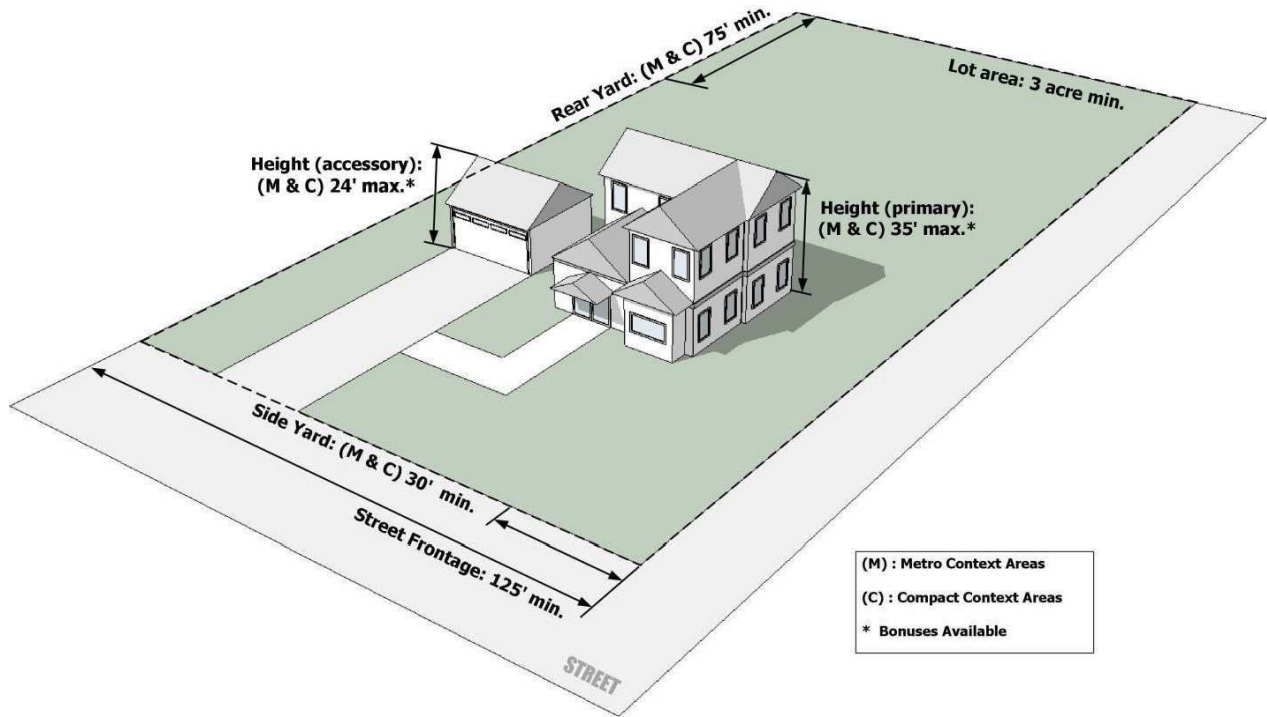 Rear Yard: (M & C) 75' min.
Lot area: 3 acre min.
Height (accessory):
(M & C) 24' max.*
Height (primary):
(M & C) 35' max.*
Side Yard: (M & C) 30' min.
Street Frontage: 125' min.
STREET
(M) : Metro Context Areas
(C) : Compact Context Areas
* Bonuses Available